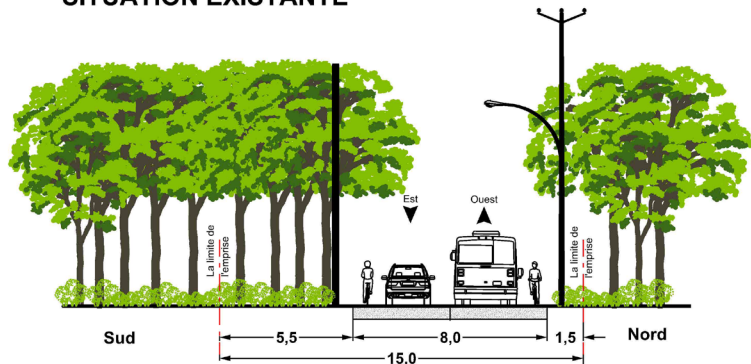 SITUATION EXISTANTE
Est
Ouest
La limite de
l'emprise
La limite de
l'emprise
Sud
5,5
8,0
1,5
Nord
15,0